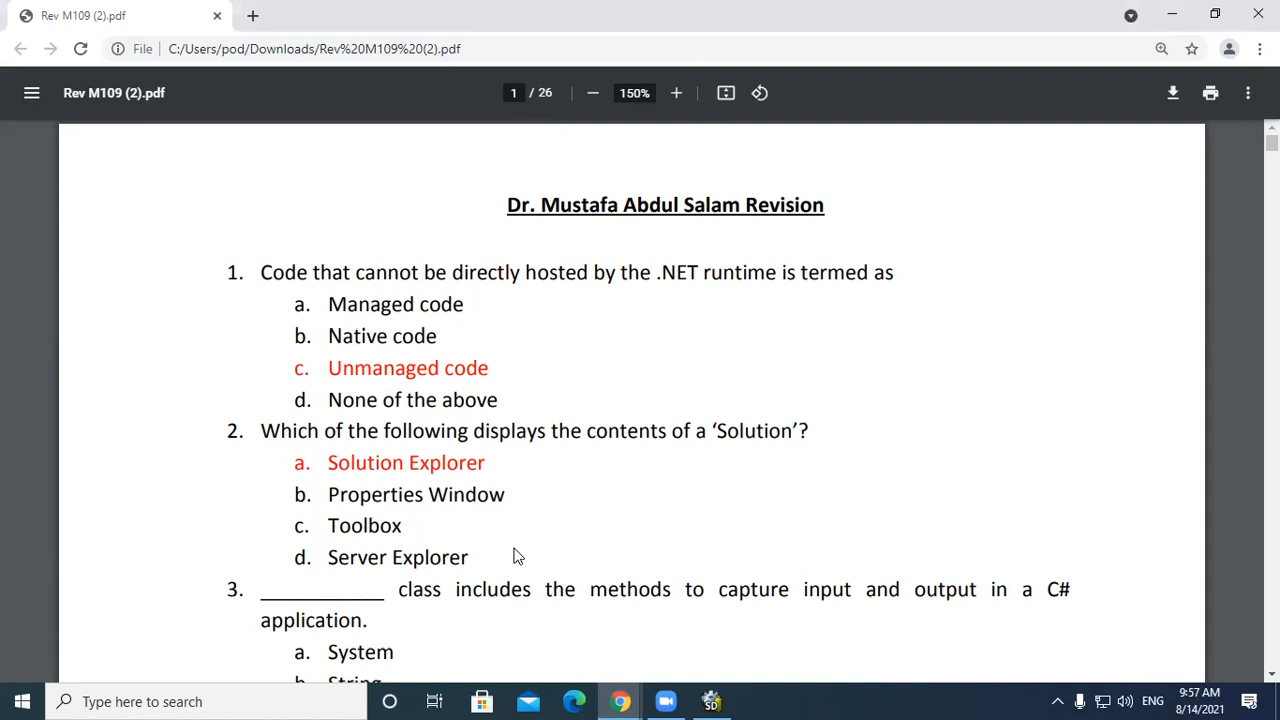 Rev M109 (2).pdf
File
C:/Users/pod/Downloads/Rev%20M109%20(2).pdf
Rev M109 (2).pdf
1 / 26
150%
Dr. Mustafa Abdul Salam Revision
1. Code that cannot be directly hosted by the .NET runtime is termed as
a. Managed code
b. Native code
c. Unmanaged code
d. None of the above
2. Which of the following displays the contents of a ‘Solution’?
a. Solution Explorer
b. Properties Window
c. Toolbox
d. Server Explorer
3. ___________ class includes the methods to capture input and output in a C#
application.
a. System
b. String
Type here to search
SD
ENG
9:57 AM
8/14/2021